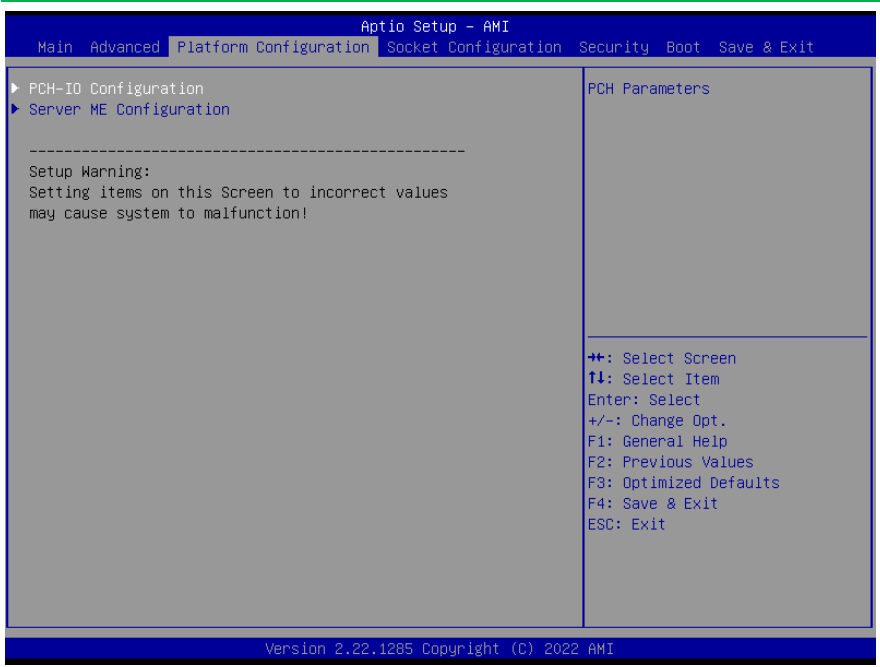 Aptio Setup – AMI
Main Advanced Platform Configuration Socket Configuration Security Boot Save & Exit
▶ PCH-IO Configuration
▶ Server ME Configuration
--------------------------------------------------
Setup Warning:
Setting items on this Screen to incorrect values
may cause system to malfunction!
PCH Parameters
→←: Select Screen
↑↓: Select Item
Enter: Select
+/-: Change Opt.
F1: General Help
F2: Previous Values
F3: Optimized Defaults
F4: Save & Exit
ESC: Exit
Version 2.22.1285 Copyright (C) 2022 AMI